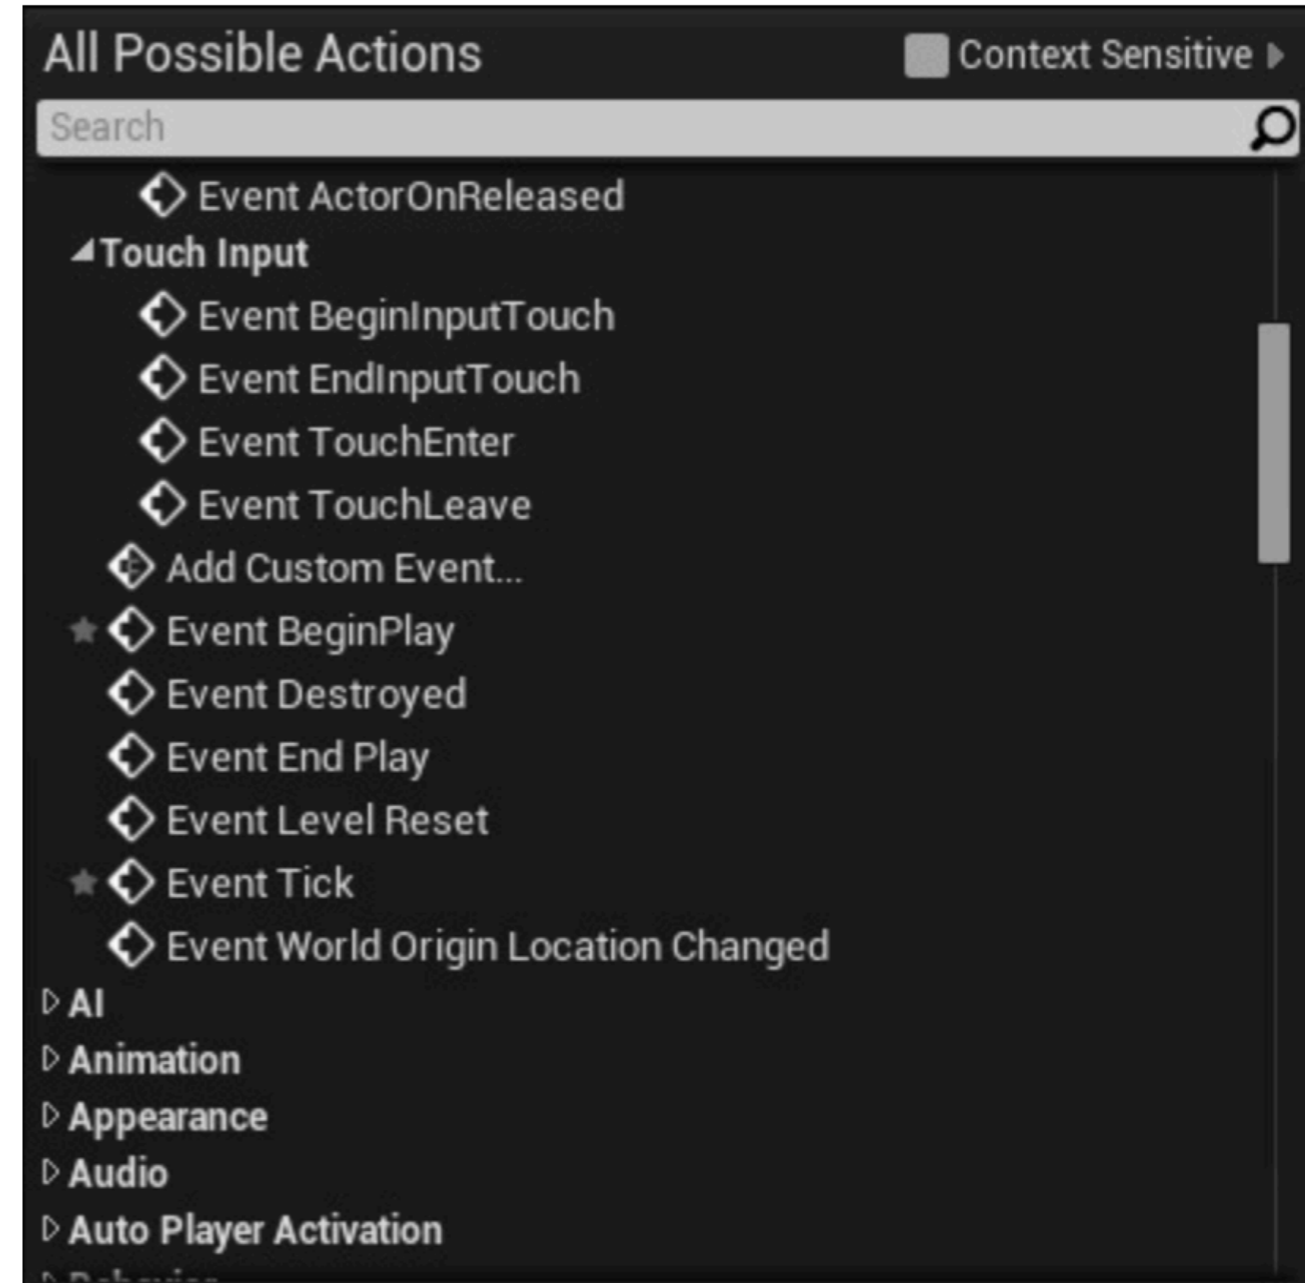 All Possible Actions
Context Sensitive
Search
Event ActorOnReleased
Touch Input
Event BeginInputTouch
Event EndInputTouch
Event TouchEnter
Event TouchLeave
Add Custom Event...
Event BeginPlay
Event Destroyed
Event End Play
Event Level Reset
Event Tick
Event World Origin Location Changed
AI
Animation
Appearance
Audio
Auto Player Activation